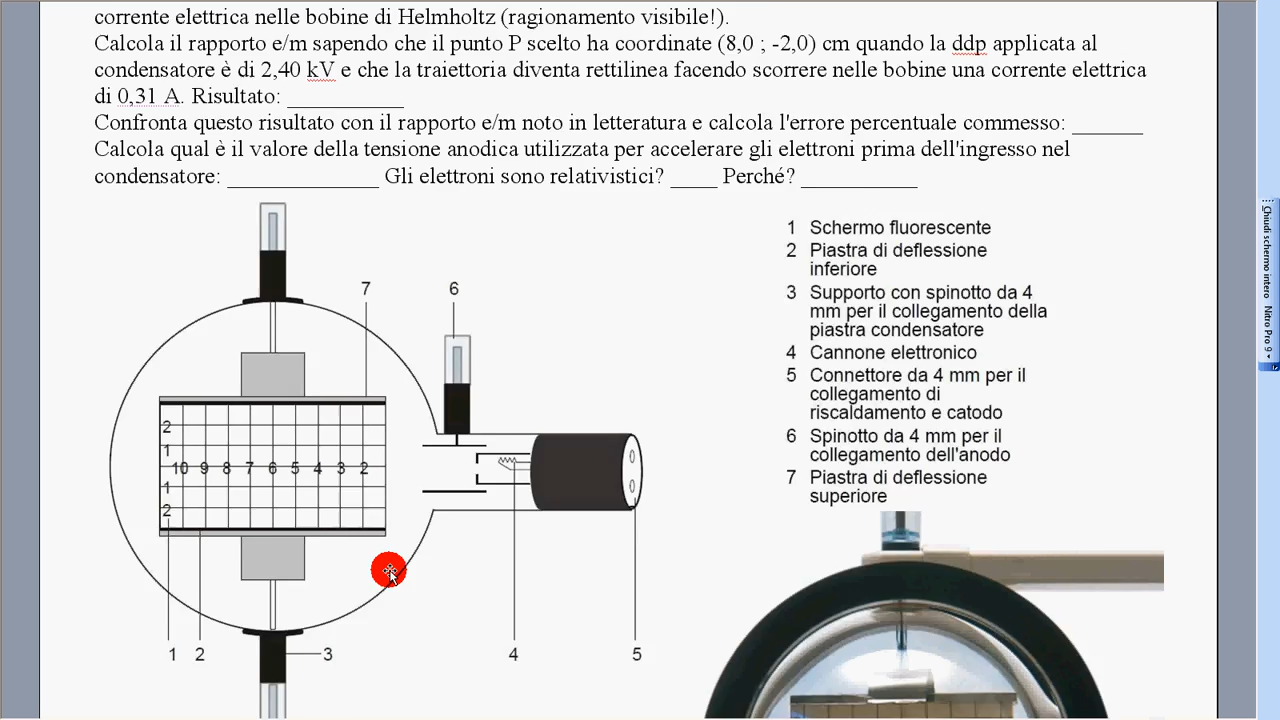 corrente elettrica nelle bobine di Helmholtz (ragionamento visibile!).
Calcola il rapporto e/m sapendo che il punto P scelto ha coordinate (8,0 ; -2,0) cm quando la ddp applicata al
condensatore è di 2,40 kV e che la traiettoria diventa rettilinea facendo scorrere nelle bobine una corrente elettrica
di 0,31 A. Risultato: __________
Confronta questo risultato con il rapporto e/m noto in letteratura e calcola l'errore percentuale commesso: ______
Calcola qual è il valore della tensione anodica utilizzata per accelerare gli elettroni prima dell'ingresso nel
condensatore: _____________ Gli elettroni sono relativistici? ____ Perché? __________
7
6
2
1
10 9 8 7 6 5 4 3 2
1
2
1
2
3
4
5
1 Schermo fluorescente
2 Piastra di deflessione
inferiore
3 Supporto con spinotto da 4
mm per il collegamento della
piastra condensatore
4 Cannone elettronico
5 Connettore da 4 mm per il
collegamento di
riscaldamento e catodo
6 Spinotto da 4 mm per il
collegamento dell'anodo
7 Piastra di deflessione
superiore
Chiudi schermo intero
Nitro Pro 9